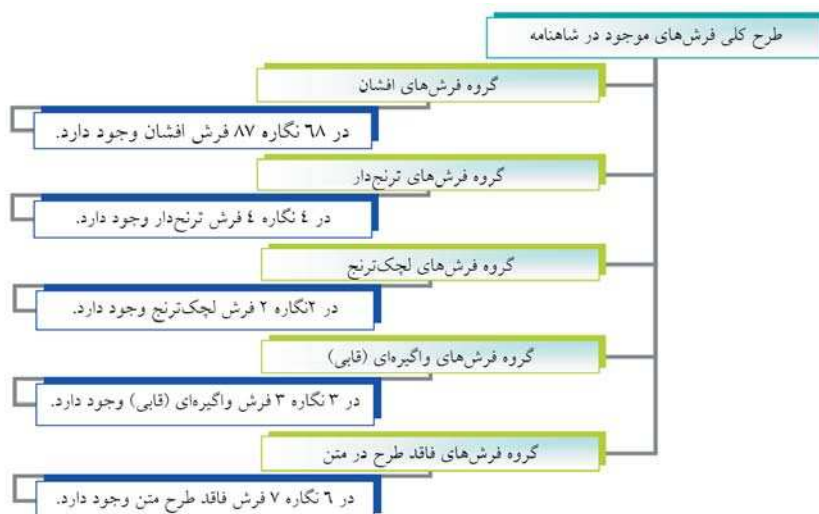 طرح کلی فرش‌های موجود در شاهنامه
گروه فرش‌های افشان
در ٦٨ نگاره ٨٧ فرش افشان وجود دارد.
گروه فرش‌های ترنج‌دار
در ٤ نگاره ٤ فرش ترنج‌دار وجود دارد.
گروه فرش‌های لچک‌ترنج
در ٢نگاره ٢ فرش لچک‌ترنج وجود دارد.
گروه فرش‌های واگیره‌ای (قابی)
در ٣ نگاره ٣ فرش واگیره‌ای (قابی) وجود دارد.
گروه فرش‌های فاقد طرح در متن
در ٦ نگاره ٧ فرش فاقد طرح متن وجود دارد.